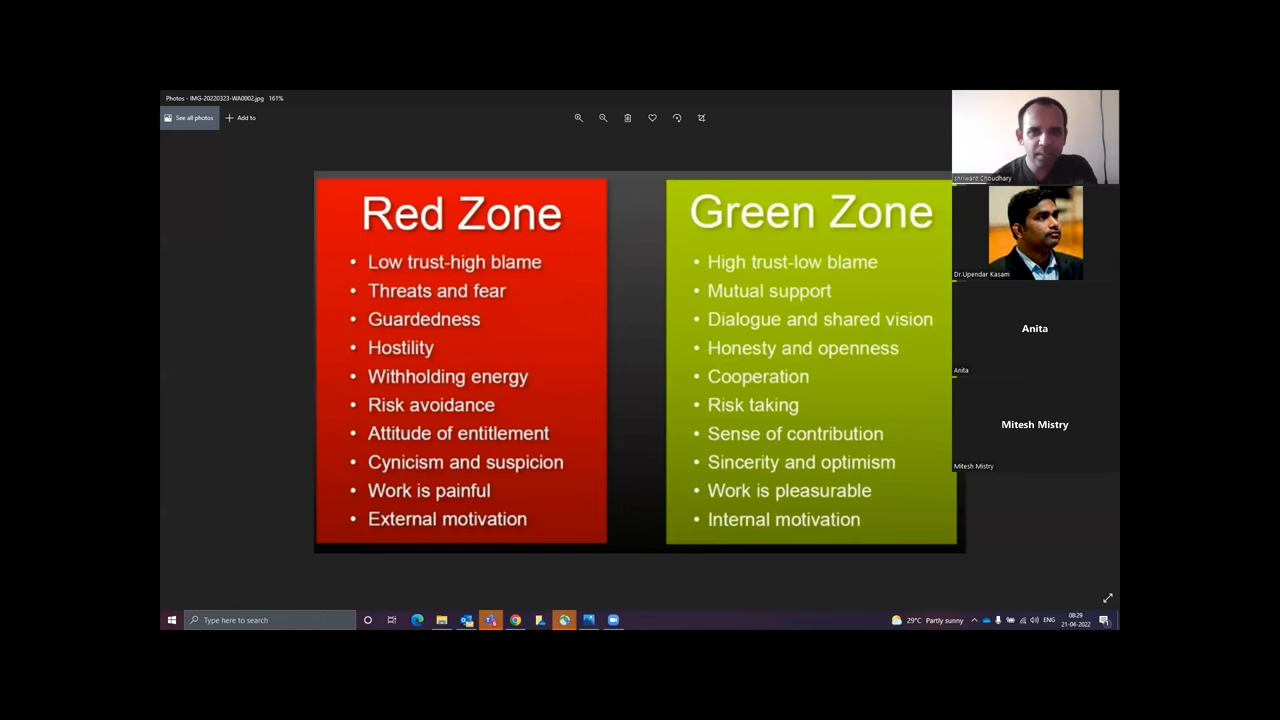 Photos - IMG-20220323-WA0002.jpg 161%
See all photos
Add to
Red Zone
• Low trust-high blame
• Threats and fear
• Guardedness
• Hostility
• Withholding energy
• Risk avoidance
• Attitude of entitlement
• Cynicism and suspicion
• Work is painful
• External motivation
Green Zone
• High trust-low blame
• Mutual support
• Dialogue and shared vision
• Honesty and openness
• Cooperation
• Risk taking
• Sense of contribution
• Sincerity and optimism
• Work is pleasurable
• Internal motivation
shriwant Choudhary
Dr.Upendar Kasam
Anita
Anita
Mitesh Mistry
Mitesh Mistry
Type here to search
29°C Partly sunny
ENG
08:29
21-04-2022